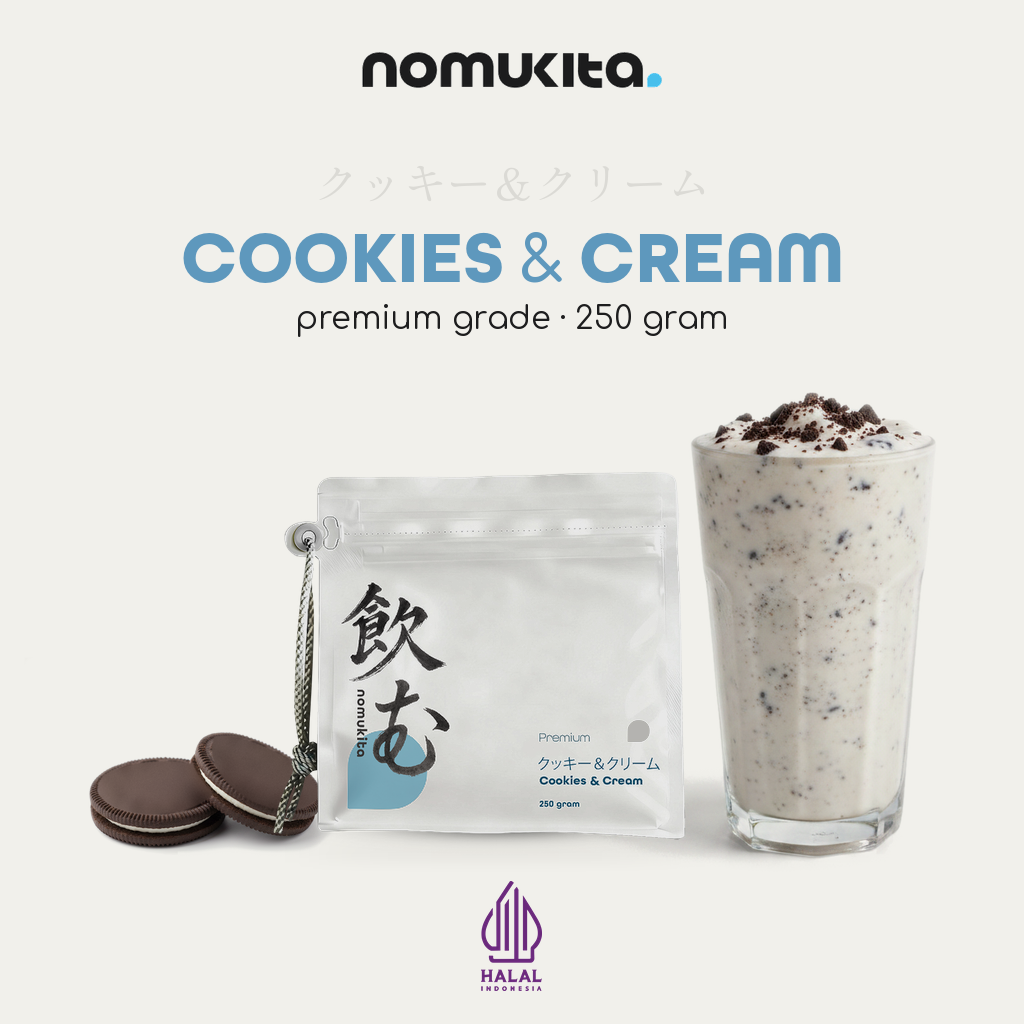 nomukita.
クッキー＆クリーム
COOKIES & CREAM
premium grade · 250 gram
飲む
nomukita
Premium
クッキー＆クリーム
Cookies & Cream
250 gram
HALAL
INDONESIA